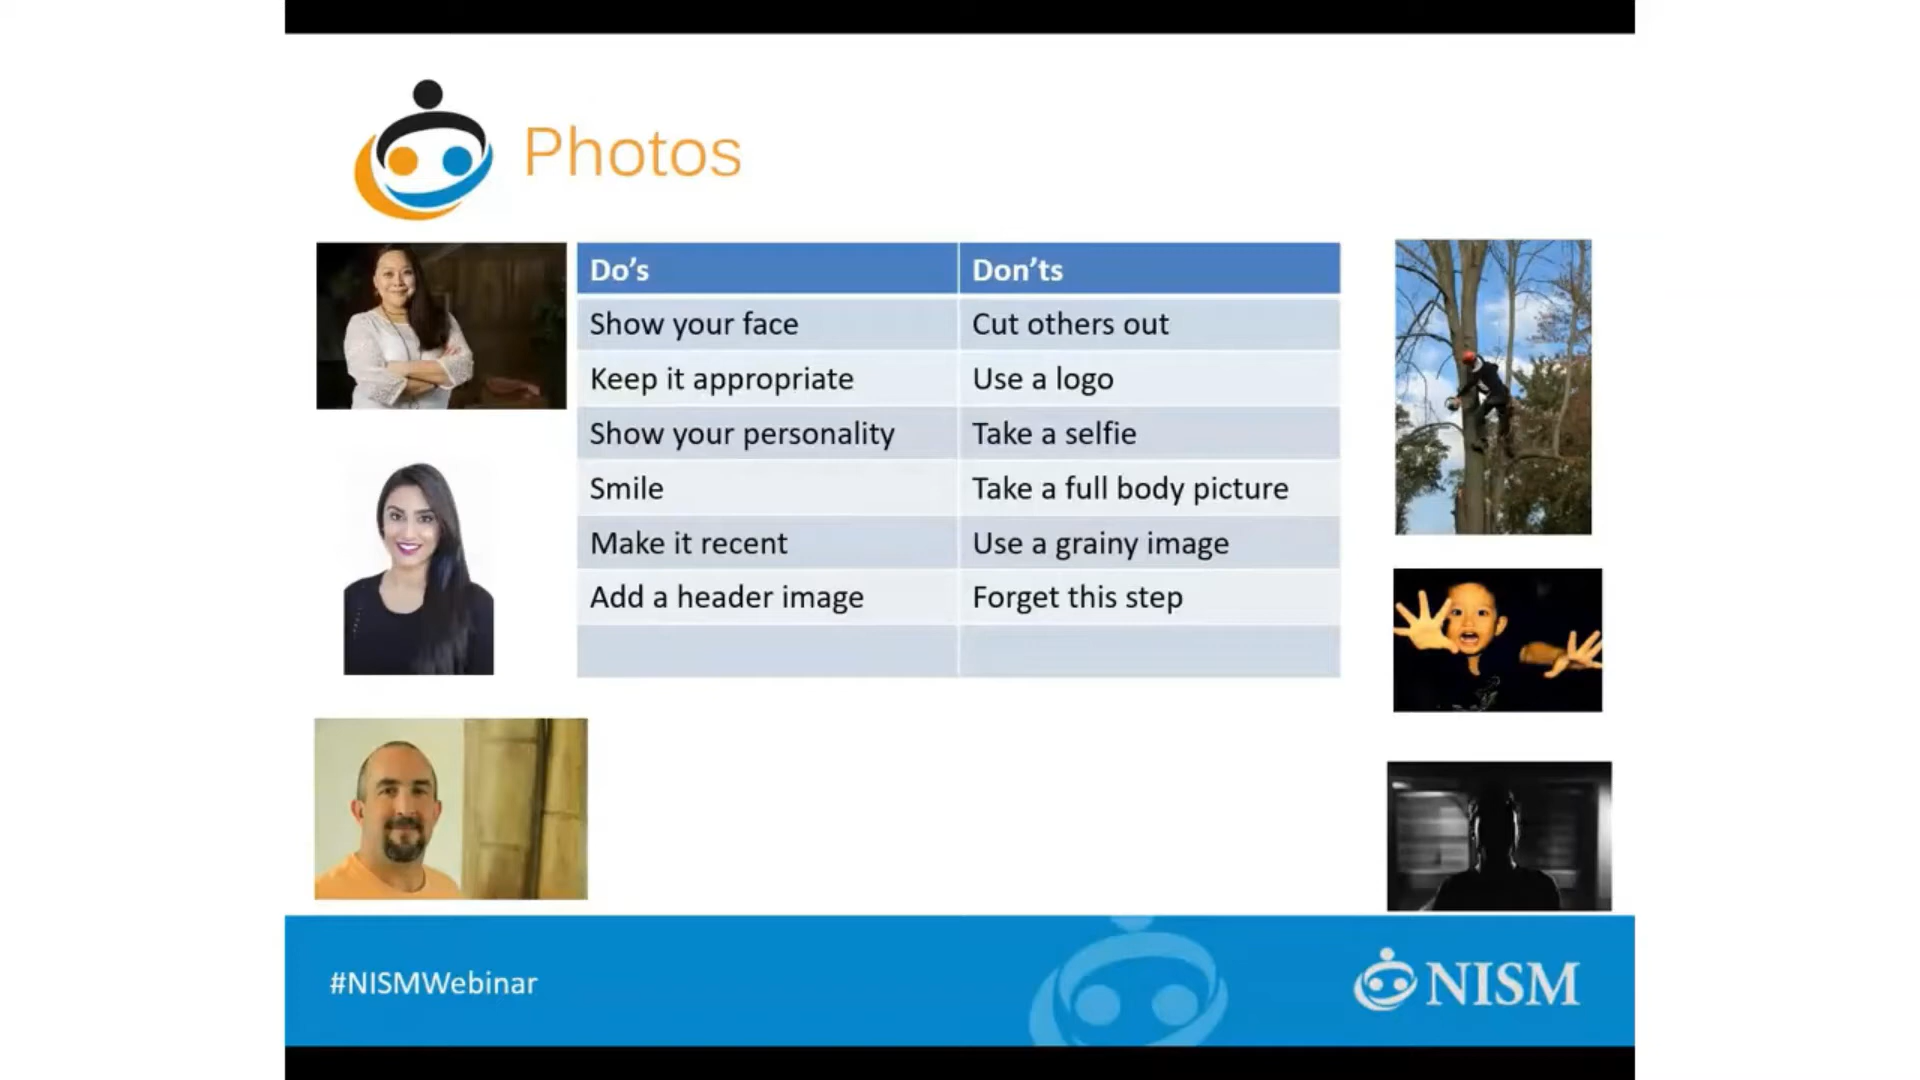 Photos
Do’s Don’ts
Show your face Cut others out
Keep it appropriate Use a logo
Show your personality Take a selfie
Smile Take a full body picture
Make it recent Use a grainy image
Add a header image Forget this step
#NISMWebinar
NISM